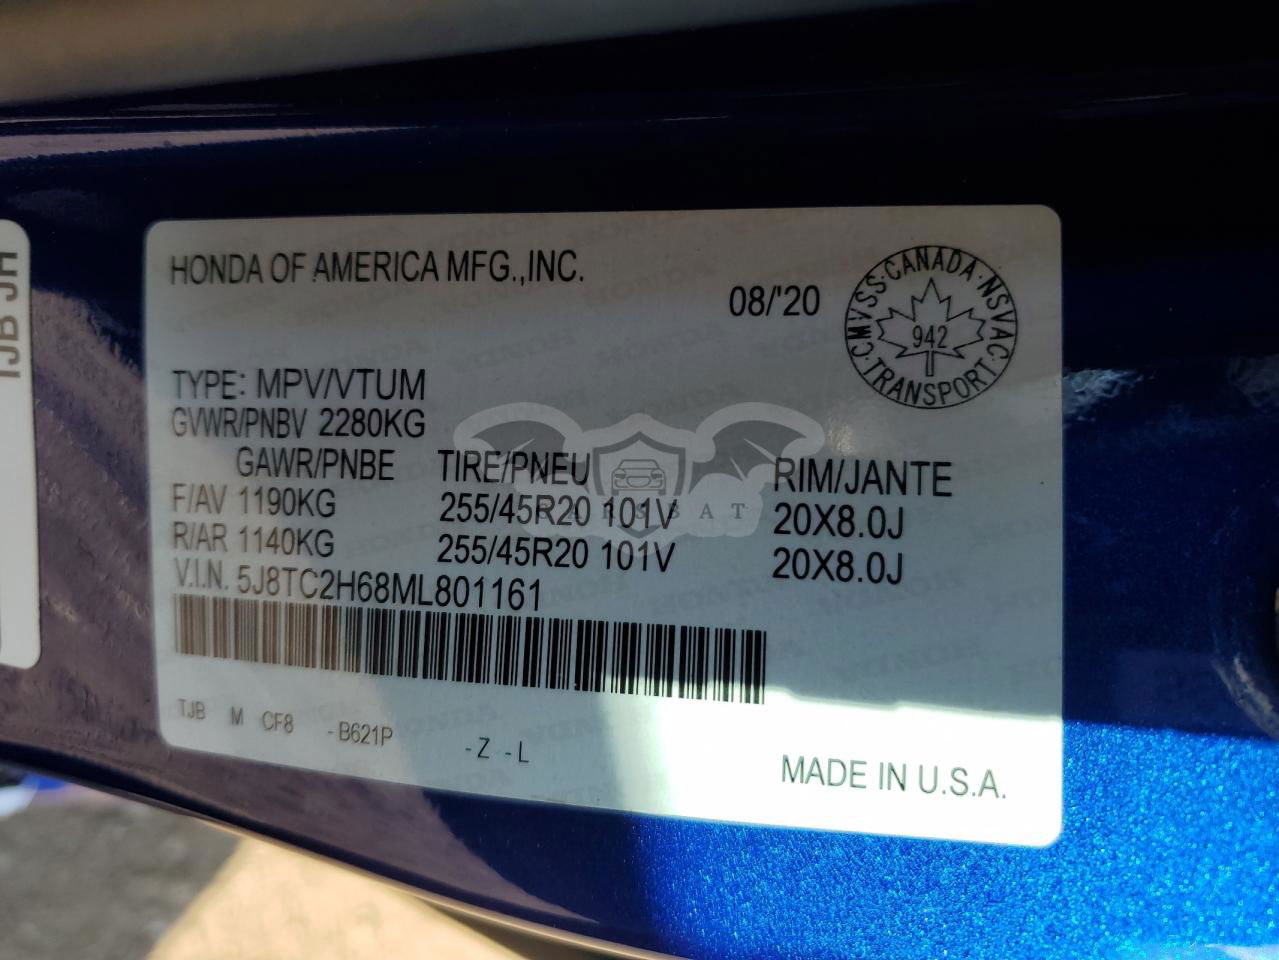 HONDA OF AMERICA MFG.,INC.
08/'20
CMVSS·CANADA·NSVAC·TRANSPORT·
942
TYPE: MPV/VTUM
GVWR/PNBV 2280KG
GAWR/PNBE TIRE/PNEU RIM/JANTE
F/AV 1190KG 255/45R20 101V 20X8.0J
R/AR 1140KG 255/45R20 101V 20X8.0J
V.I.N. 5J8TC2H68ML801161
TJB M CF8 -B621P -Z -L
MADE IN U.S.A.
TJB JH